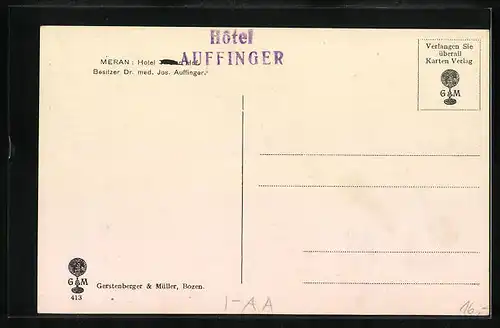 Hôtel
AUFFINGER
MERAN: Hotel
Besitzer Dr. med. Jos. Auffinger.
Verlangen Sie
überall
Karten Verlag
G M
G M
413
Gerstenberger & Müller, Bozen.
I-AA
16.-